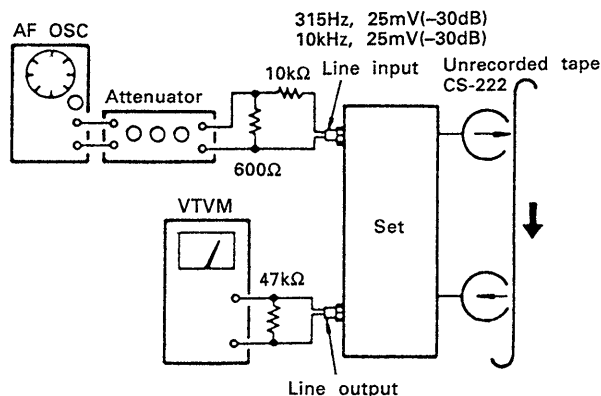 315Hz, 25mV(–30dB)
10kHz, 25mV(–30dB)
AF OSC
Attenuator
10kΩ
Line input
Unrecorded tape
CS-222
600Ω
VTVM
Set
47kΩ
Line output